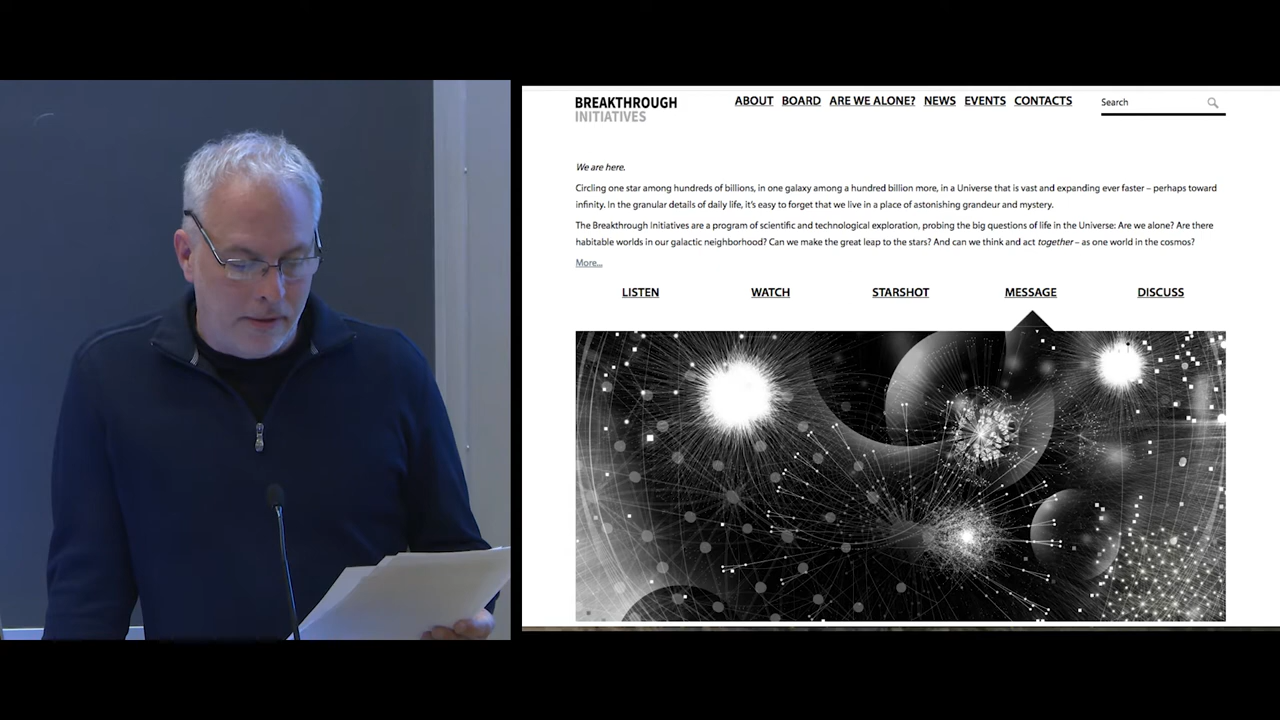 BREAKTHROUGH
INITIATIVES
ABOUT BOARD ARE WE ALONE? NEWS EVENTS CONTACTS
Search
We are here.
Circling one star among hundreds of billions, in one galaxy among a hundred billion more, in a Universe that is vast and expanding ever faster – perhaps toward
infinity. In the granular details of daily life, it's easy to forget that we live in a place of astonishing grandeur and mystery.
The Breakthrough Initiatives are a program of scientific and technological exploration, probing the big questions of life in the Universe: Are we alone? Are there
habitable worlds in our galactic neighborhood? Can we make the great leap to the stars? And can we think and act together – as one world in the cosmos?
More...
LISTEN WATCH STARSHOT MESSAGE DISCUSS